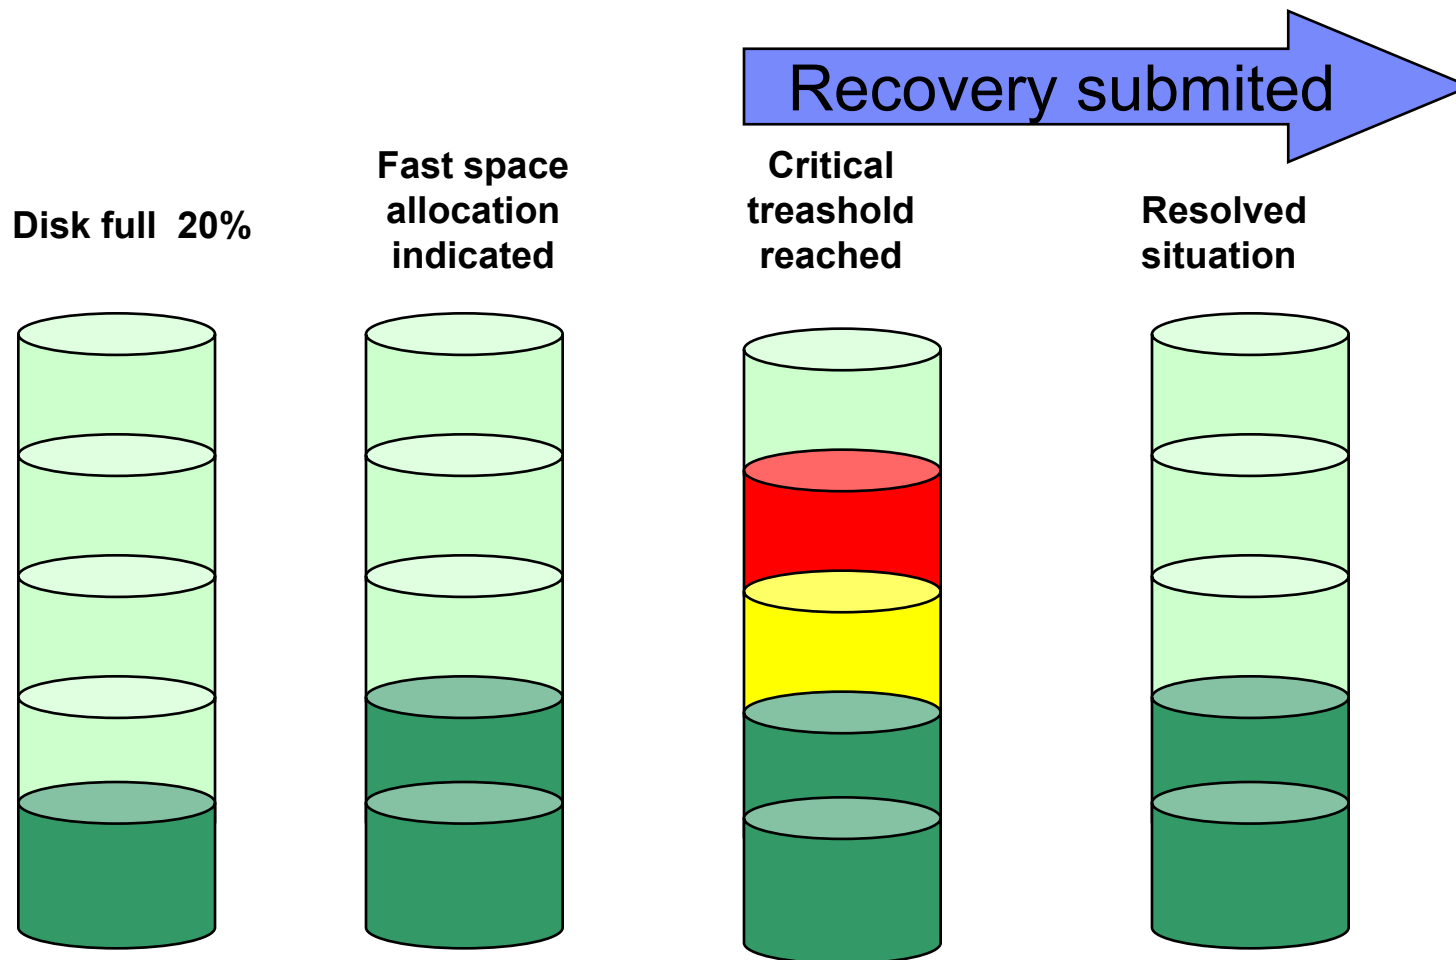 Recovery submited
Disk full  20%
Fast space
allocation
indicated
Critical
treashold
reached
Resolved
situation